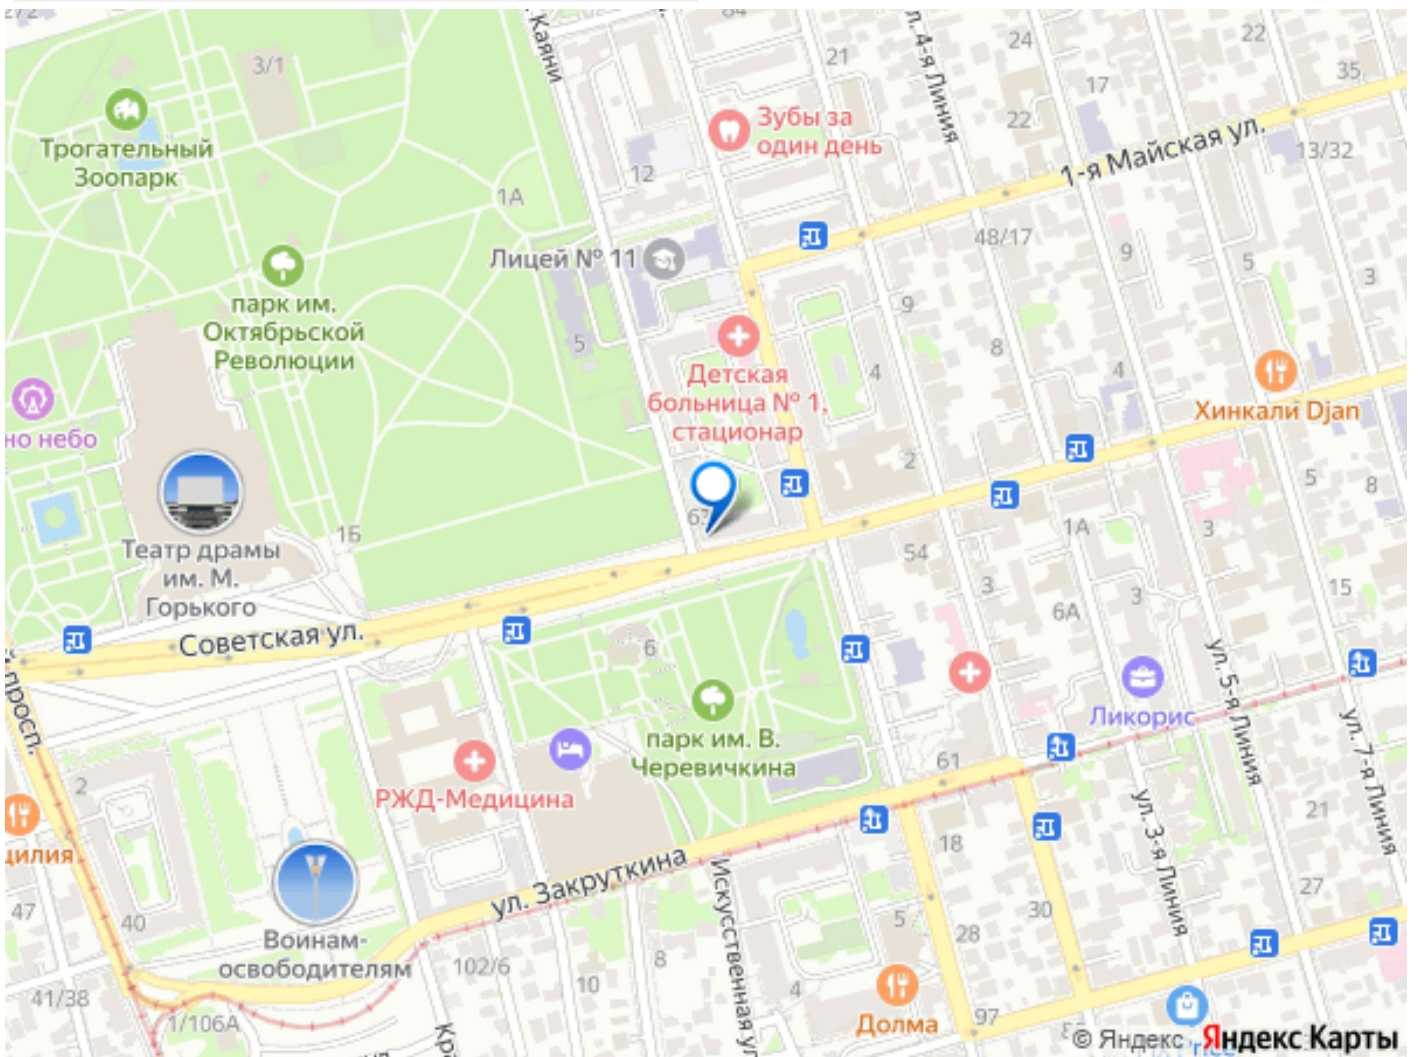 Каяни
84
21
ул. 4-я Линия
24
22
17
35
3/1
Зубы за
один день
22
1-я Майская ул.
13/32
Трогательный
Зоопарк
12
1А
Лицей № 11
48/17
9
5
3
парк им.
Октябрьской
Революции
5
9
8
4
4
Детская
больница № 1,
стационар
Хинкали Djan
но небо
2
5
8
16
63
1А
3
Театр драмы
им. М.
Горького
54
3
6А
3
15
Советская ул.
6
просп.
ул. 5-я Линия
парк им. В.
Черевичкина
Ликорис
ул. 7-я Линия
61
2
РЖД-Медицина
ул. 3-я Линия
21
18
цилия
ул. Закруткина
Искусственная ул.
47
40
27
30
5
28
Воинам-
освободителям
102/6
8
10
4
41/38
1/106А
Долма
97
Кра
© Яндекс
Яндекс Карты